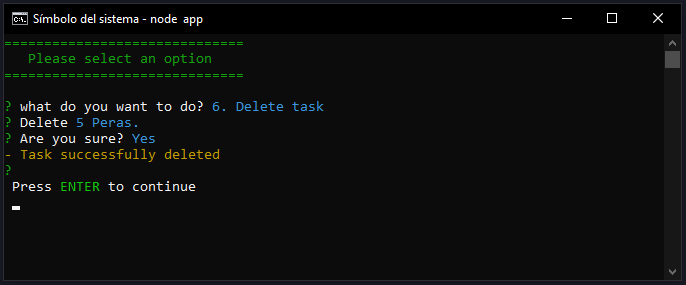 Símbolo del sistema - node app
==============================
Please select an option
==============================
? what do you want to do? 6. Delete task
? Delete 5 Peras.
? Are you sure? Yes
- Task successfully deleted
?
Press ENTER to continue